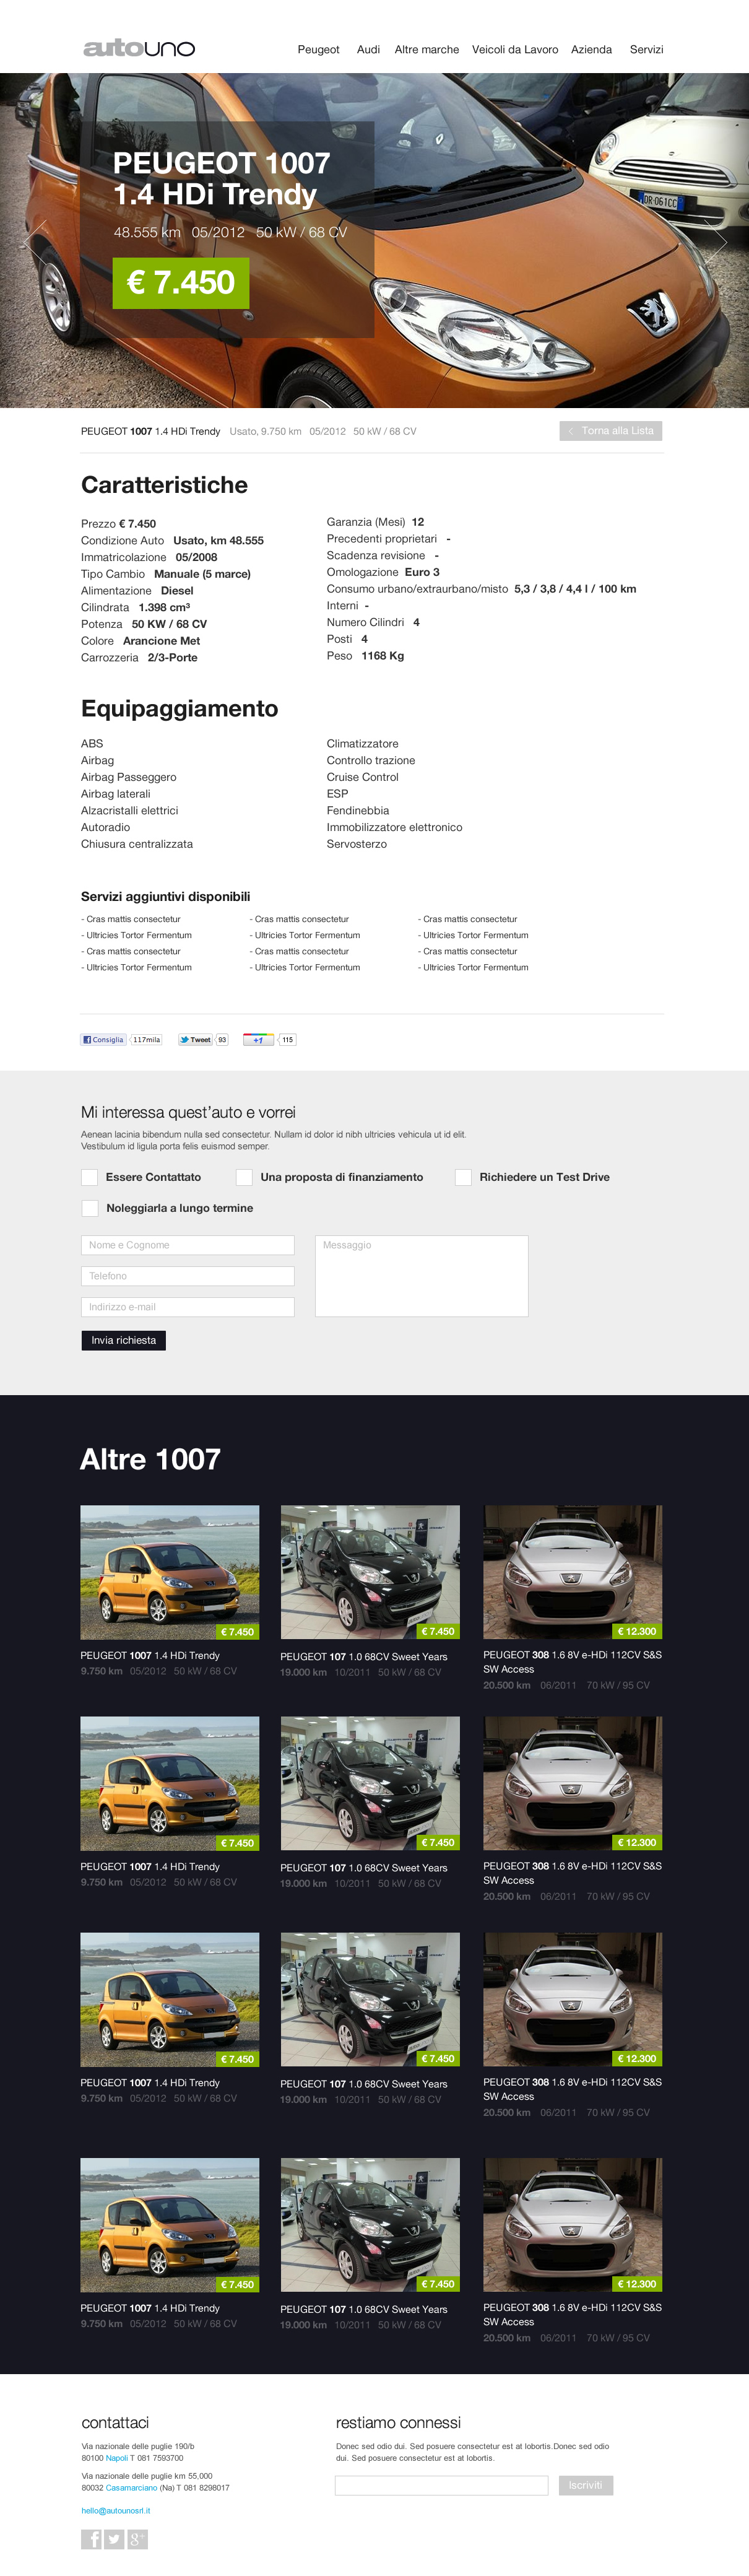 autouno
Peugeot Audi Altre marche Veicoli da Lavoro Azienda Servizi
PEUGEOT 1007
1.4 HDi Trendy
48.555 km 05/2012 50 kW / 68 CV
€ 7.450
DR·061CC
PEUGEOT 1007 1.4 HDi Trendy Usato, 9.750 km 05/2012 50 kW / 68 CV
Torna alla Lista
Caratteristiche
Prezzo € 7.450
Condizione Auto Usato, km 48.555
Immatricolazione 05/2008
Tipo Cambio Manuale (5 marce)
Alimentazione Diesel
Cilindrata 1.398 cm³
Potenza 50 KW / 68 CV
Colore Arancione Met
Carrozzeria 2/3-Porte
Garanzia (Mesi) 12
Precedenti proprietari -
Scadenza revisione -
Omologazione Euro 3
Consumo urbano/extraurbano/misto 5,3 / 3,8 / 4,4 l / 100 km
Interni -
Numero Cilindri 4
Posti 4
Peso 1168 Kg
Equipaggiamento
ABS
Airbag
Airbag Passeggero
Airbag laterali
Alzacristalli elettrici
Autoradio
Chiusura centralizzata
Climatizzatore
Controllo trazione
Cruise Control
ESP
Fendinebbia
Immobilizzatore elettronico
Servosterzo
Servizi aggiuntivi disponibili
- Cras mattis consectetur - Cras mattis consectetur - Cras mattis consectetur
- Ultricies Tortor Fermentum - Ultricies Tortor Fermentum - Ultricies Tortor Fermentum
- Cras mattis consectetur - Cras mattis consectetur - Cras mattis consectetur
- Ultricies Tortor Fermentum - Ultricies Tortor Fermentum - Ultricies Tortor Fermentum
Consiglia 117mila Tweet 93 +1 115
Mi interessa quest'auto e vorrei
Aenean lacinia bibendum nulla sed consectetur. Nullam id dolor id nibh ultricies vehicula ut id elit.
Vestibulum id ligula porta felis euismod semper.
Essere Contattato Una proposta di finanziamento Richiedere un Test Drive
Noleggiarla a lungo termine
Nome e Cognome
Telefono
Indirizzo e-mail
Messaggio
Invia richiesta
Altre 1007
€ 7.450 € 7.450 € 12.300
PEUGEOT 1007 1.4 HDi Trendy
9.750 km 05/2012 50 kW / 68 CV
PEUGEOT 107 1.0 68CV Sweet Years
19.000 km 10/2011 50 kW / 68 CV
PEUGEOT 308 1.6 8V e-HDi 112CV S&S
SW Access
20.500 km 06/2011 70 kW / 95 CV
€ 7.450 € 7.450 € 12.300
PEUGEOT 1007 1.4 HDi Trendy
9.750 km 05/2012 50 kW / 68 CV
PEUGEOT 107 1.0 68CV Sweet Years
19.000 km 10/2011 50 kW / 68 CV
PEUGEOT 308 1.6 8V e-HDi 112CV S&S
SW Access
20.500 km 06/2011 70 kW / 95 CV
€ 7.450 € 7.450 € 12.300
PEUGEOT 1007 1.4 HDi Trendy
9.750 km 05/2012 50 kW / 68 CV
PEUGEOT 107 1.0 68CV Sweet Years
19.000 km 10/2011 50 kW / 68 CV
PEUGEOT 308 1.6 8V e-HDi 112CV S&S
SW Access
20.500 km 06/2011 70 kW / 95 CV
€ 7.450 € 7.450 € 12.300
PEUGEOT 1007 1.4 HDi Trendy
9.750 km 05/2012 50 kW / 68 CV
PEUGEOT 107 1.0 68CV Sweet Years
19.000 km 10/2011 50 kW / 68 CV
PEUGEOT 308 1.6 8V e-HDi 112CV S&S
SW Access
20.500 km 06/2011 70 kW / 95 CV
contattaci
Via nazionale delle puglie 190/b
80100 Napoli T 081 7593700
Via nazionale delle puglie km 55,000
80032 Casamarciano (Na) T 081 8298017
hello@autounosrl.it
restiamo connessi
Donec sed odio dui. Sed posuere consectetur est at lobortis.Donec sed odio
dui. Sed posuere consectetur est at lobortis.
Iscriviti